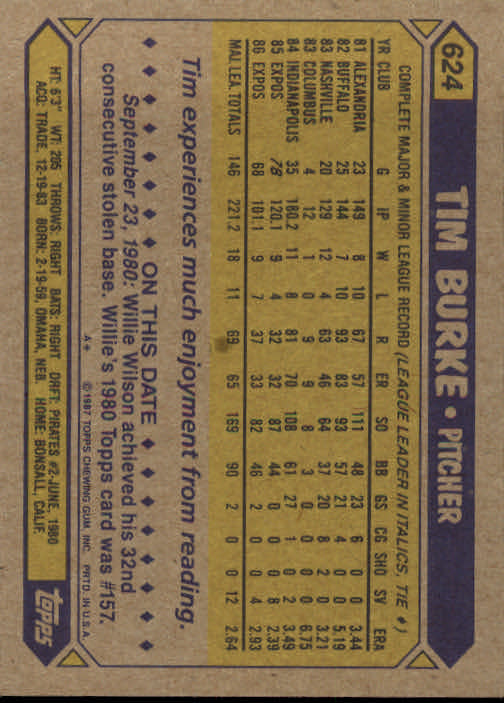 624
TIM BURKE • PITCHER
COMPLETE MAJOR & MINOR LEAGUE RECORD (LEAGUE LEADER IN ITALICS, TIE #)
YR CLUB G IP W L R ER SO BB GS CG SHO SV ERA
81 ALEXANDRIA 23 149 8 10 67 57 111 48 23 6 0 0 3.44
82 BUFFALO 25 144 7 10 93 83 93 57 21 4 0 0 5.19
83 NASHVILLE 20 129 12 4 63 46 64 37 20 8 2 0 3.21
83 COLUMBUS 4 12 1 0 9 9 8 3 0 0 0 0 6.75
84 INDIANAPOLIS 35 180.2 11 8 81 70 108 61 27 1 0 2 3.49
85 EXPOS 78 120.1 9 4 32 32 87 44 0 0 0 8 2.39
86 EXPOS 68 101.1 9 7 37 33 82 46 2 0 0 4 2.93
MAJ. LEA. TOTALS 146 221.2 18 11 69 65 169 90 2 0 0 12 2.64
Tim experiences much enjoyment from reading.
♦ ♦ ♦ ♦ ♦ ♦ ON THIS DATE ♦ ♦ ♦ ♦ ♦ ♦
September 23, 1980: Willie Wilson achieved his 32nd
consecutive stolen base. Willie's 1980 Topps card was #157.
A* © 1987 TOPPS CHEWING GUM, INC. PRTD. IN U.S.A.
HT: 6'3" WT: 205 THROWS: RIGHT BATS: RIGHT DRFT: PIRATES #2-JUNE, 1980
ACQ: TRADE, 12-19-83 BORN: 2-19-59, OMAHA, NEB. HOME: BONSALL, CALIF.
TOPPS